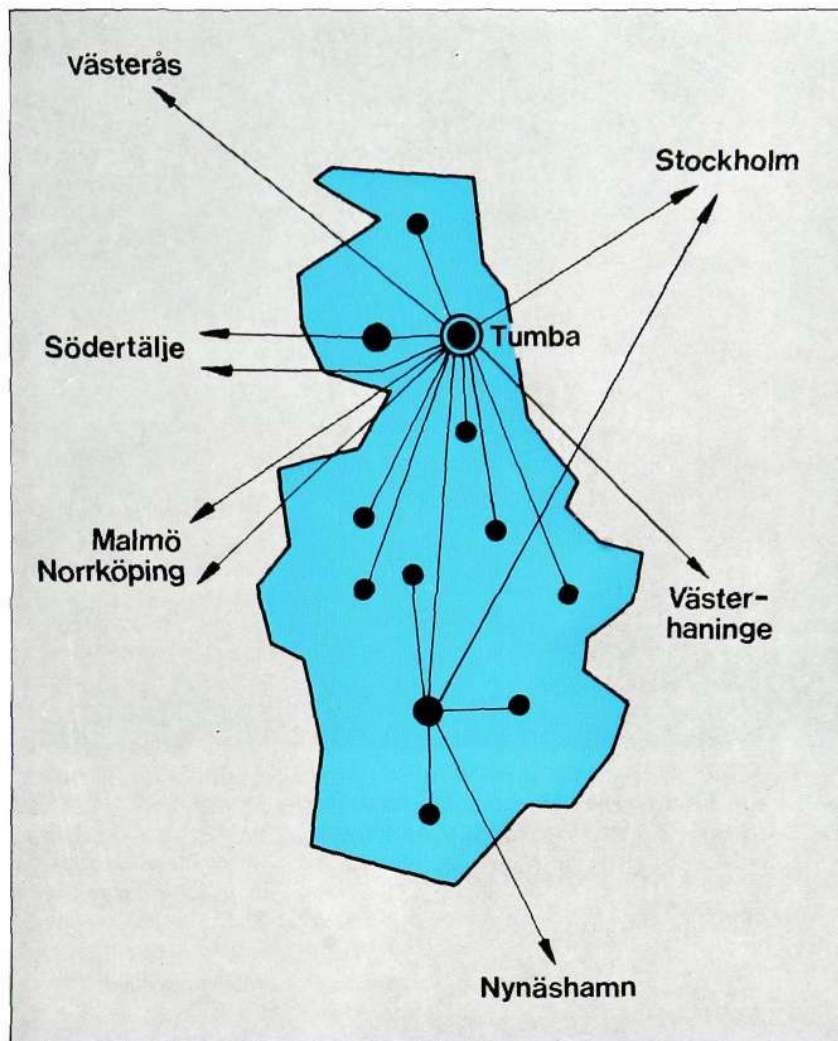 Västerås
Stockholm
Södertälje
Tumba
Malmö
Norrköping
Väster-
haninge
Nynäshamn